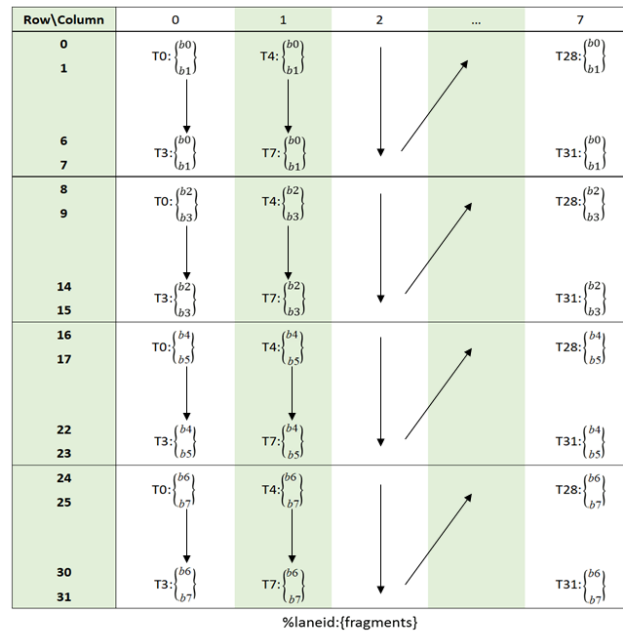 Row\Column 0 1 2 ... 7
0
1
T0:{b0 b1} T4:{b0 b1} T28:{b0 b1}
6
7
T3:{b0 b1} T7:{b0 b1} T31:{b0 b1}
8
9
T0:{b2 b3} T4:{b2 b3} T28:{b2 b3}
14
15
T3:{b2 b3} T7:{b2 b3} T31:{b2 b3}
16
17
T0:{b4 b5} T4:{b4 b5} T28:{b4 b5}
22
23
T3:{b4 b5} T7:{b4 b5} T31:{b4 b5}
24
25
T0:{b6 b7} T4:{b6 b7} T28:{b6 b7}
30
31
T3:{b6 b7} T7:{b6 b7} T31:{b6 b7}
%laneid:{fragments}